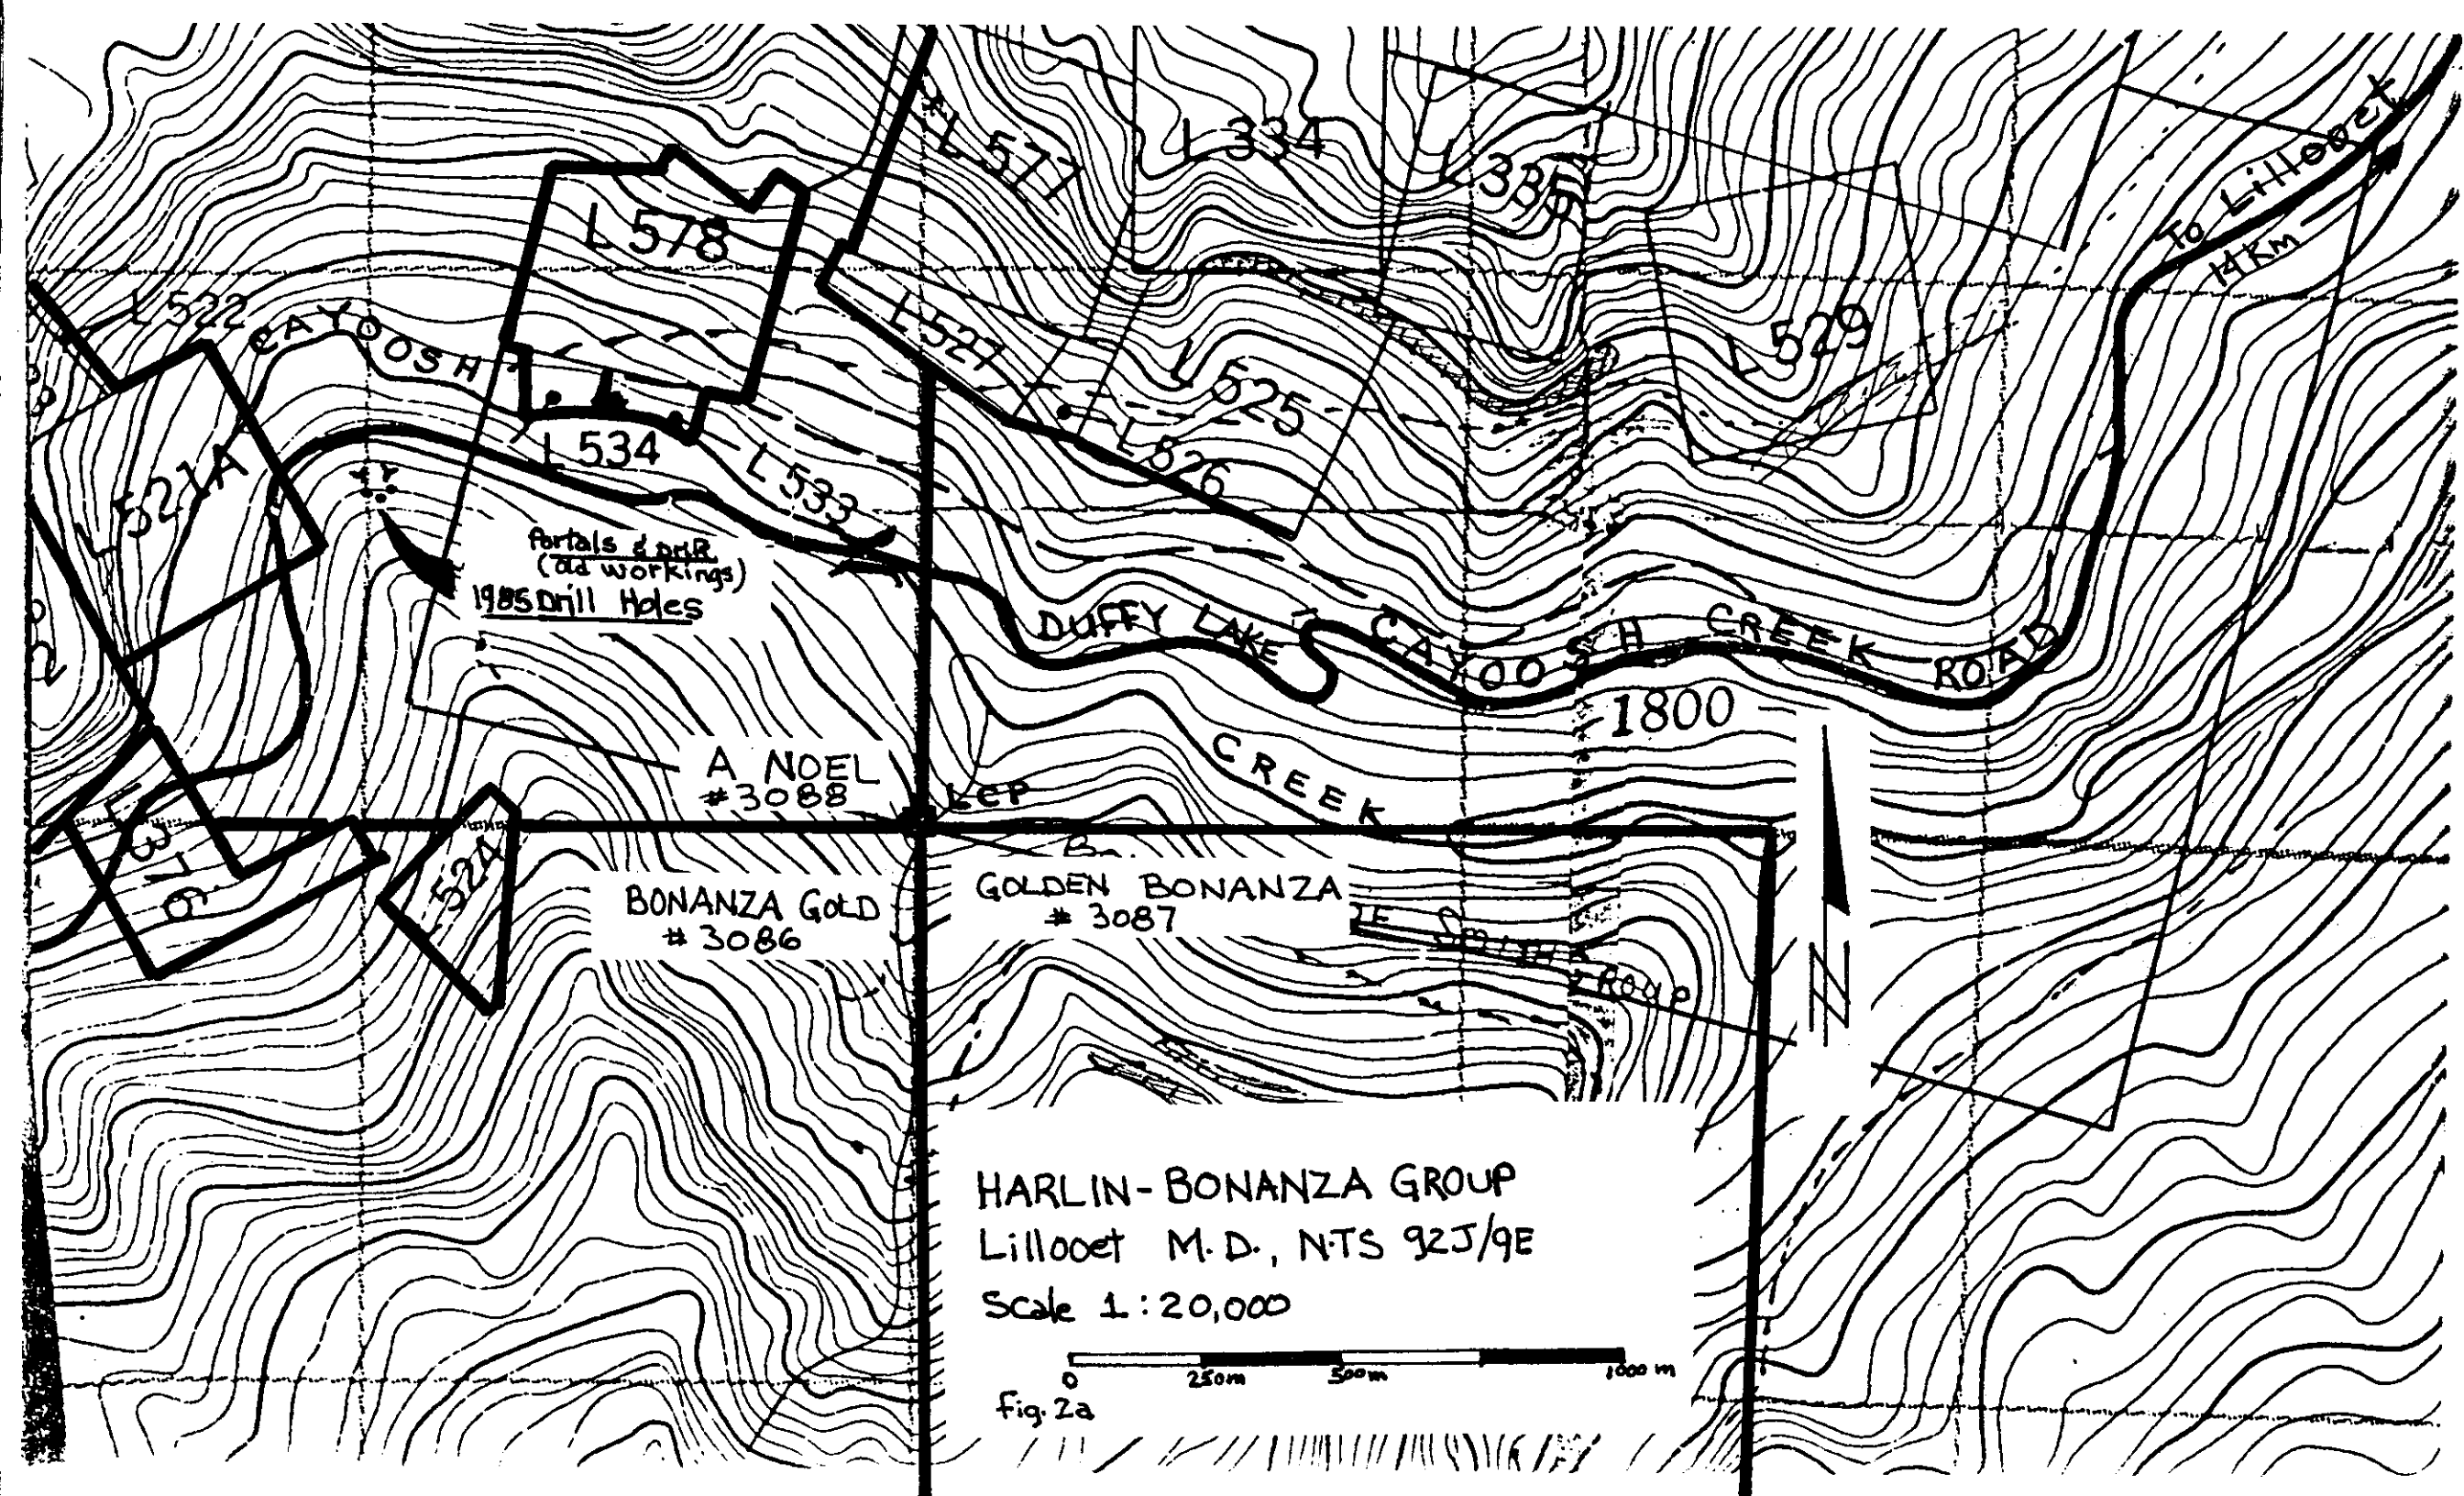 L 577
L 334
L 335
To Lillooet
14 Km
L 578
L 522
CAYOOSH
L 527
L 525
L 529
L 526
L 534
L 533
L 521A
Portals & Drift
(old workings)
1985 Drill Holes
DUFFY LAKE
CAYOOSH CREEK ROAD
1800
CREEK
A NOEL
#3088
LCP
L 524
BONANZA GOLD
# 3086
GOLDEN BONANZA
# 3087
HARLIN-BONANZA GROUP
Lillooet M.D., NTS 92J/9E
Scale 1:20,000
0 250m 500m 1000 m
fig. 2a
N